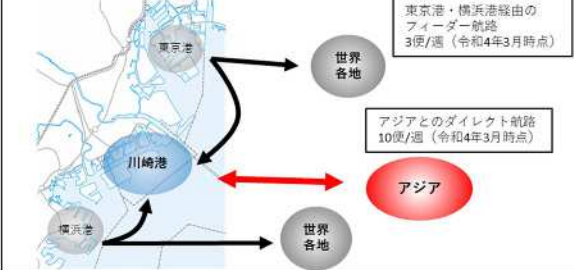 東京港・横浜港経由の
フィーダー航路
3便/週（令和4年3月時点）
東京港
世界
各地
アジアとのダイレクト航路
10便/週（令和4年3月時点）
川崎港
アジア
横浜港
世界
各地